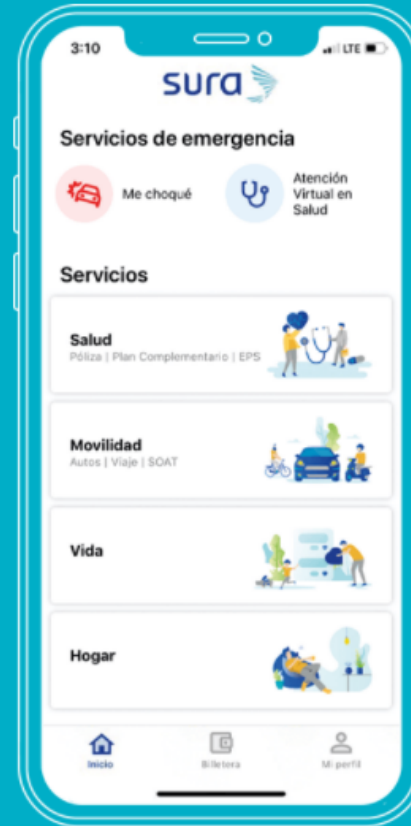 3:10
LTE
sura
Servicios de emergencia
Me choqué
Atención
Virtual en
Salud
Servicios
Salud
Póliza | Plan Complementario | EPS
Movilidad
Autos | Viaje | SOAT
Vida
Hogar
Inicio
Billetera
Mi perfil